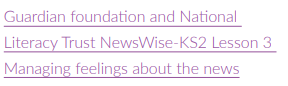 Guardian foundation and National
Literacy Trust NewsWise-KS2 Lesson 3
Managing feelings about the news